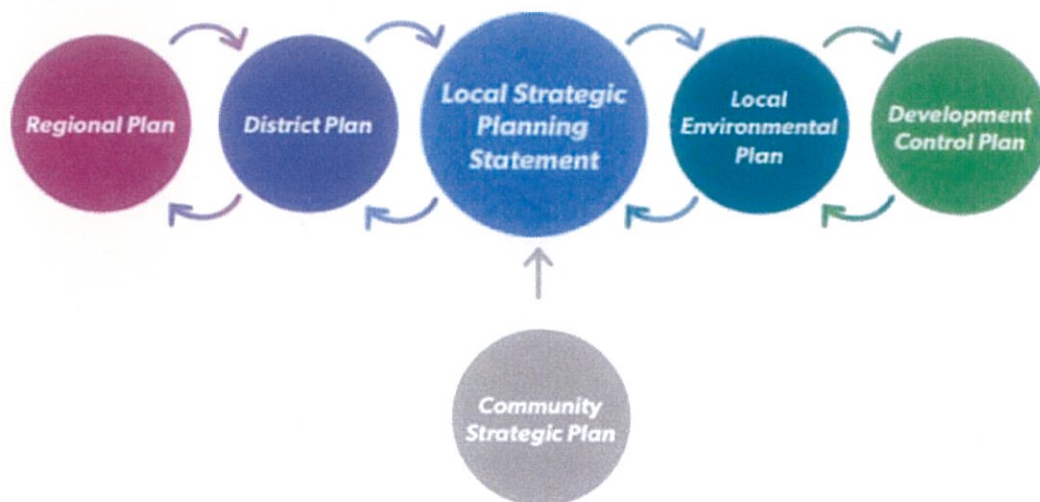 Regional Plan
District Plan
Local Strategic
Planning
Statement
Local
Environmental
Plan
Development
Control Plan
Community
Strategic Plan